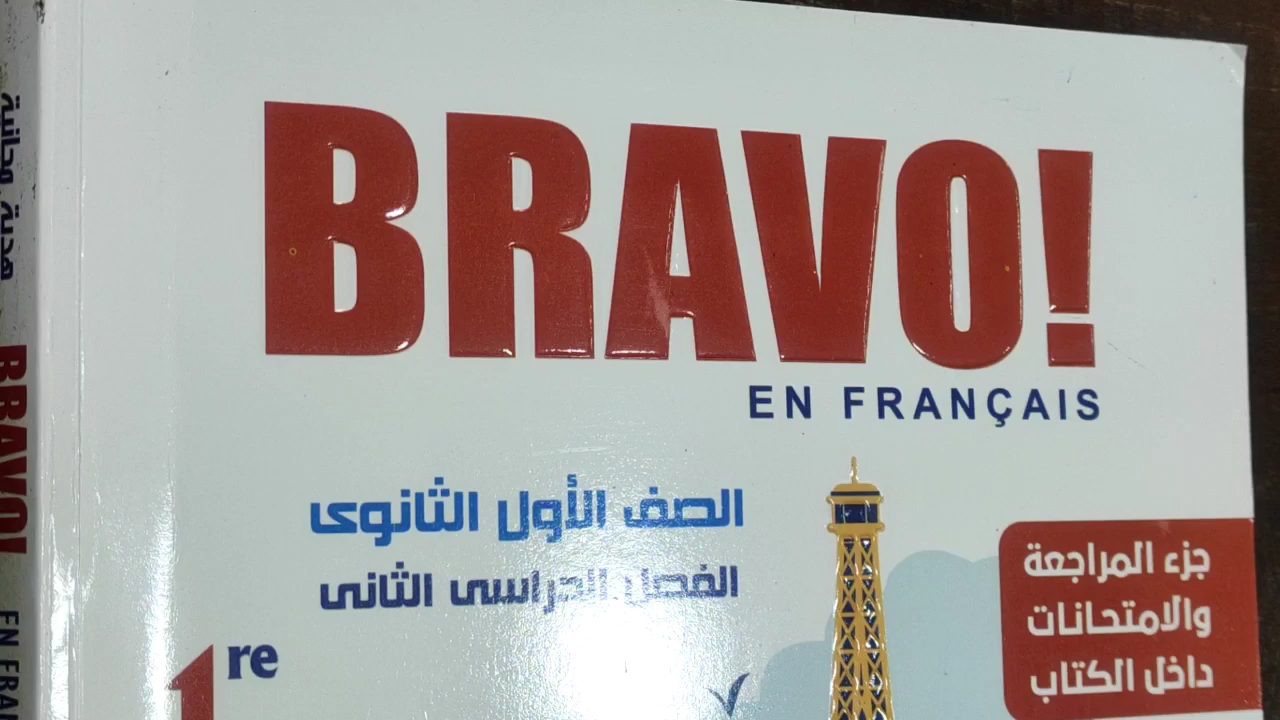 BRAVO!
EN FRANÇAIS
الصف الأول الثانوى
الفصل الدراسى الثانى
1re
جزء المراجعة
والامتحانات
داخل الكتاب
هدية مجانية
BRAVO!
EN FRA